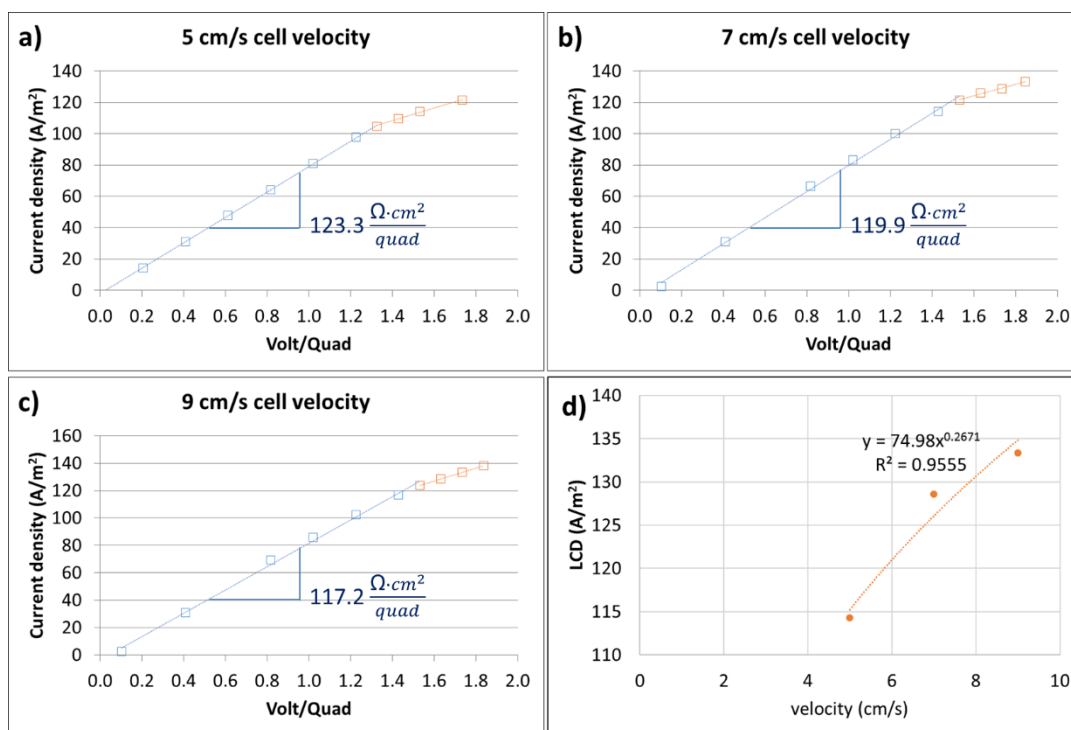 a)
5 cm/s cell velocity
Current density (A/m²)
140
120
100
80
60
40
20
0
123.3 Ω·cm²/quad
0.0 0.2 0.4 0.6 0.8 1.0 1.2 1.4 1.6 1.8 2.0
Volt/Quad
b)
7 cm/s cell velocity
Current density (A/m²)
140
120
100
80
60
40
20
0
119.9 Ω·cm²/quad
0.0 0.2 0.4 0.6 0.8 1.0 1.2 1.4 1.6 1.8 2.0
Volt/Quad
c)
9 cm/s cell velocity
Current density (A/m²)
160
140
120
100
80
60
40
20
0
117.2 Ω·cm²/quad
0.0 0.2 0.4 0.6 0.8 1.0 1.2 1.4 1.6 1.8 2.0
Volt/Quad
d)
LCD (A/m²)
140
135
130
125
120
115
110
y = 74.98x^0.2671
R² = 0.9555
0 2 4 6 8 10
velocity (cm/s)